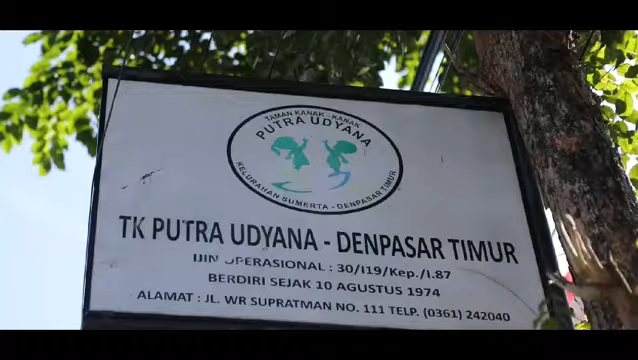 TAMAN KANAK - KANAK
PUTRA UDYANA
KELURAHAN SUMERTA - DENPASAR TIMUR
TK PUTRA UDYANA - DENPASAR TIMUR
IJIN OPERASIONAL : 30/I19/Kep./I.87
BERDIRI SEJAK 10 AGUSTUS 1974
ALAMAT : JL. WR SUPRATMAN NO. 111 TELP. (0361) 242040